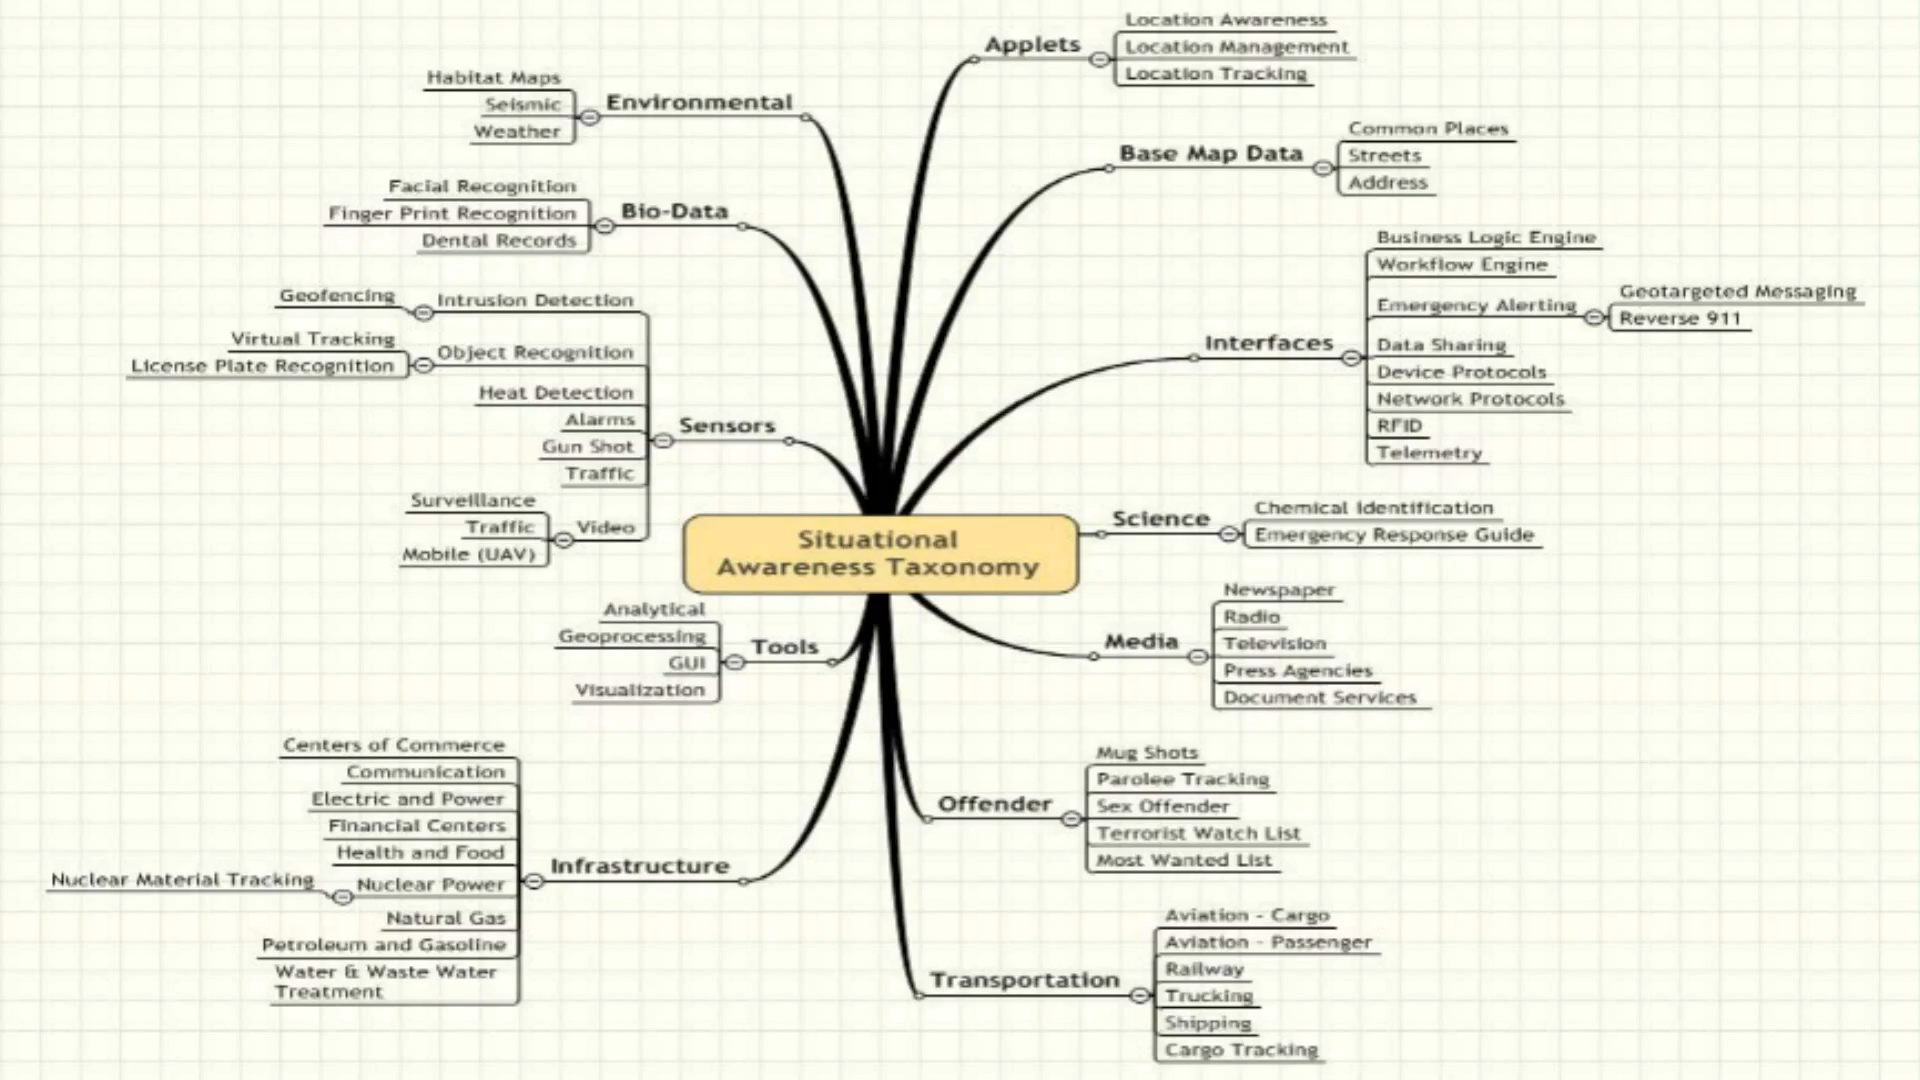 Situational
Awareness Taxonomy
Applets
Location Awareness
Location Management
Location Tracking
Base Map Data
Common Places
Streets
Address
Interfaces
Business Logic Engine
Workflow Engine
Emergency Alerting
Geotargeted Messaging
Reverse 911
Data Sharing
Device Protocols
Network Protocols
RFID
Telemetry
Science
Chemical Identification
Emergency Response Guide
Media
Newspaper
Radio
Television
Press Agencies
Document Services
Offender
Mug Shots
Parolee Tracking
Sex Offender
Terrorist Watch List
Most Wanted List
Transportation
Aviation - Cargo
Aviation - Passenger
Railway
Trucking
Shipping
Cargo Tracking
Environmental
Habitat Maps
Seismic
Weather
Bio-Data
Facial Recognition
Finger Print Recognition
Dental Records
Sensors
Intrusion Detection
Geofencing
Object Recognition
Virtual Tracking
License Plate Recognition
Heat Detection
Alarms
Gun Shot
Traffic
Video
Surveillance
Traffic
Mobile (UAV)
Tools
Analytical
Geoprocessing
GUI
Visualization
Infrastructure
Centers of Commerce
Communication
Electric and Power
Financial Centers
Health and Food
Nuclear Power
Nuclear Material Tracking
Natural Gas
Petroleum and Gasoline
Water & Waste Water
Treatment